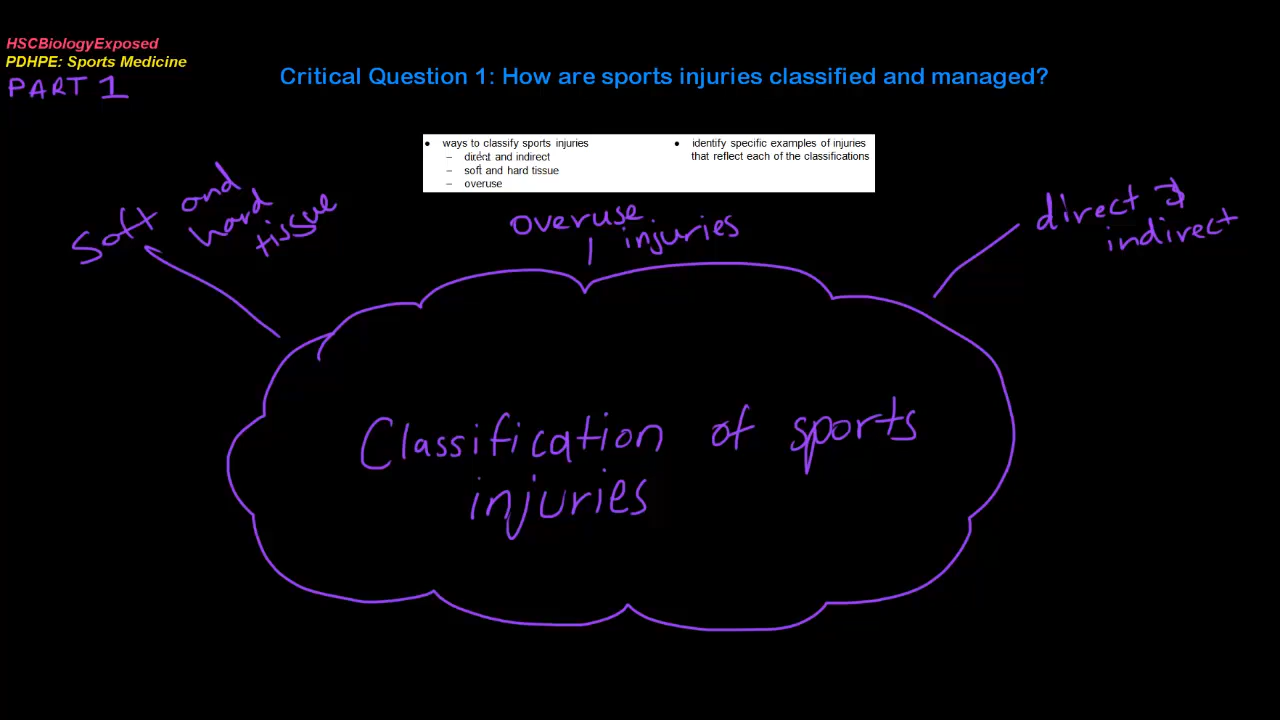 HSCBiologyExposed
PDHPE: Sports Medicine
PART 1
Critical Question 1: How are sports injuries classified and managed?
• ways to classify sports injuries
– direct and indirect
– soft and hard tissue
– overuse
• identify specific examples of injuries
that reflect each of the classifications
Soft and
hard
tissue
overuse
injuries
direct &
indirect
Classification of sports
injuries